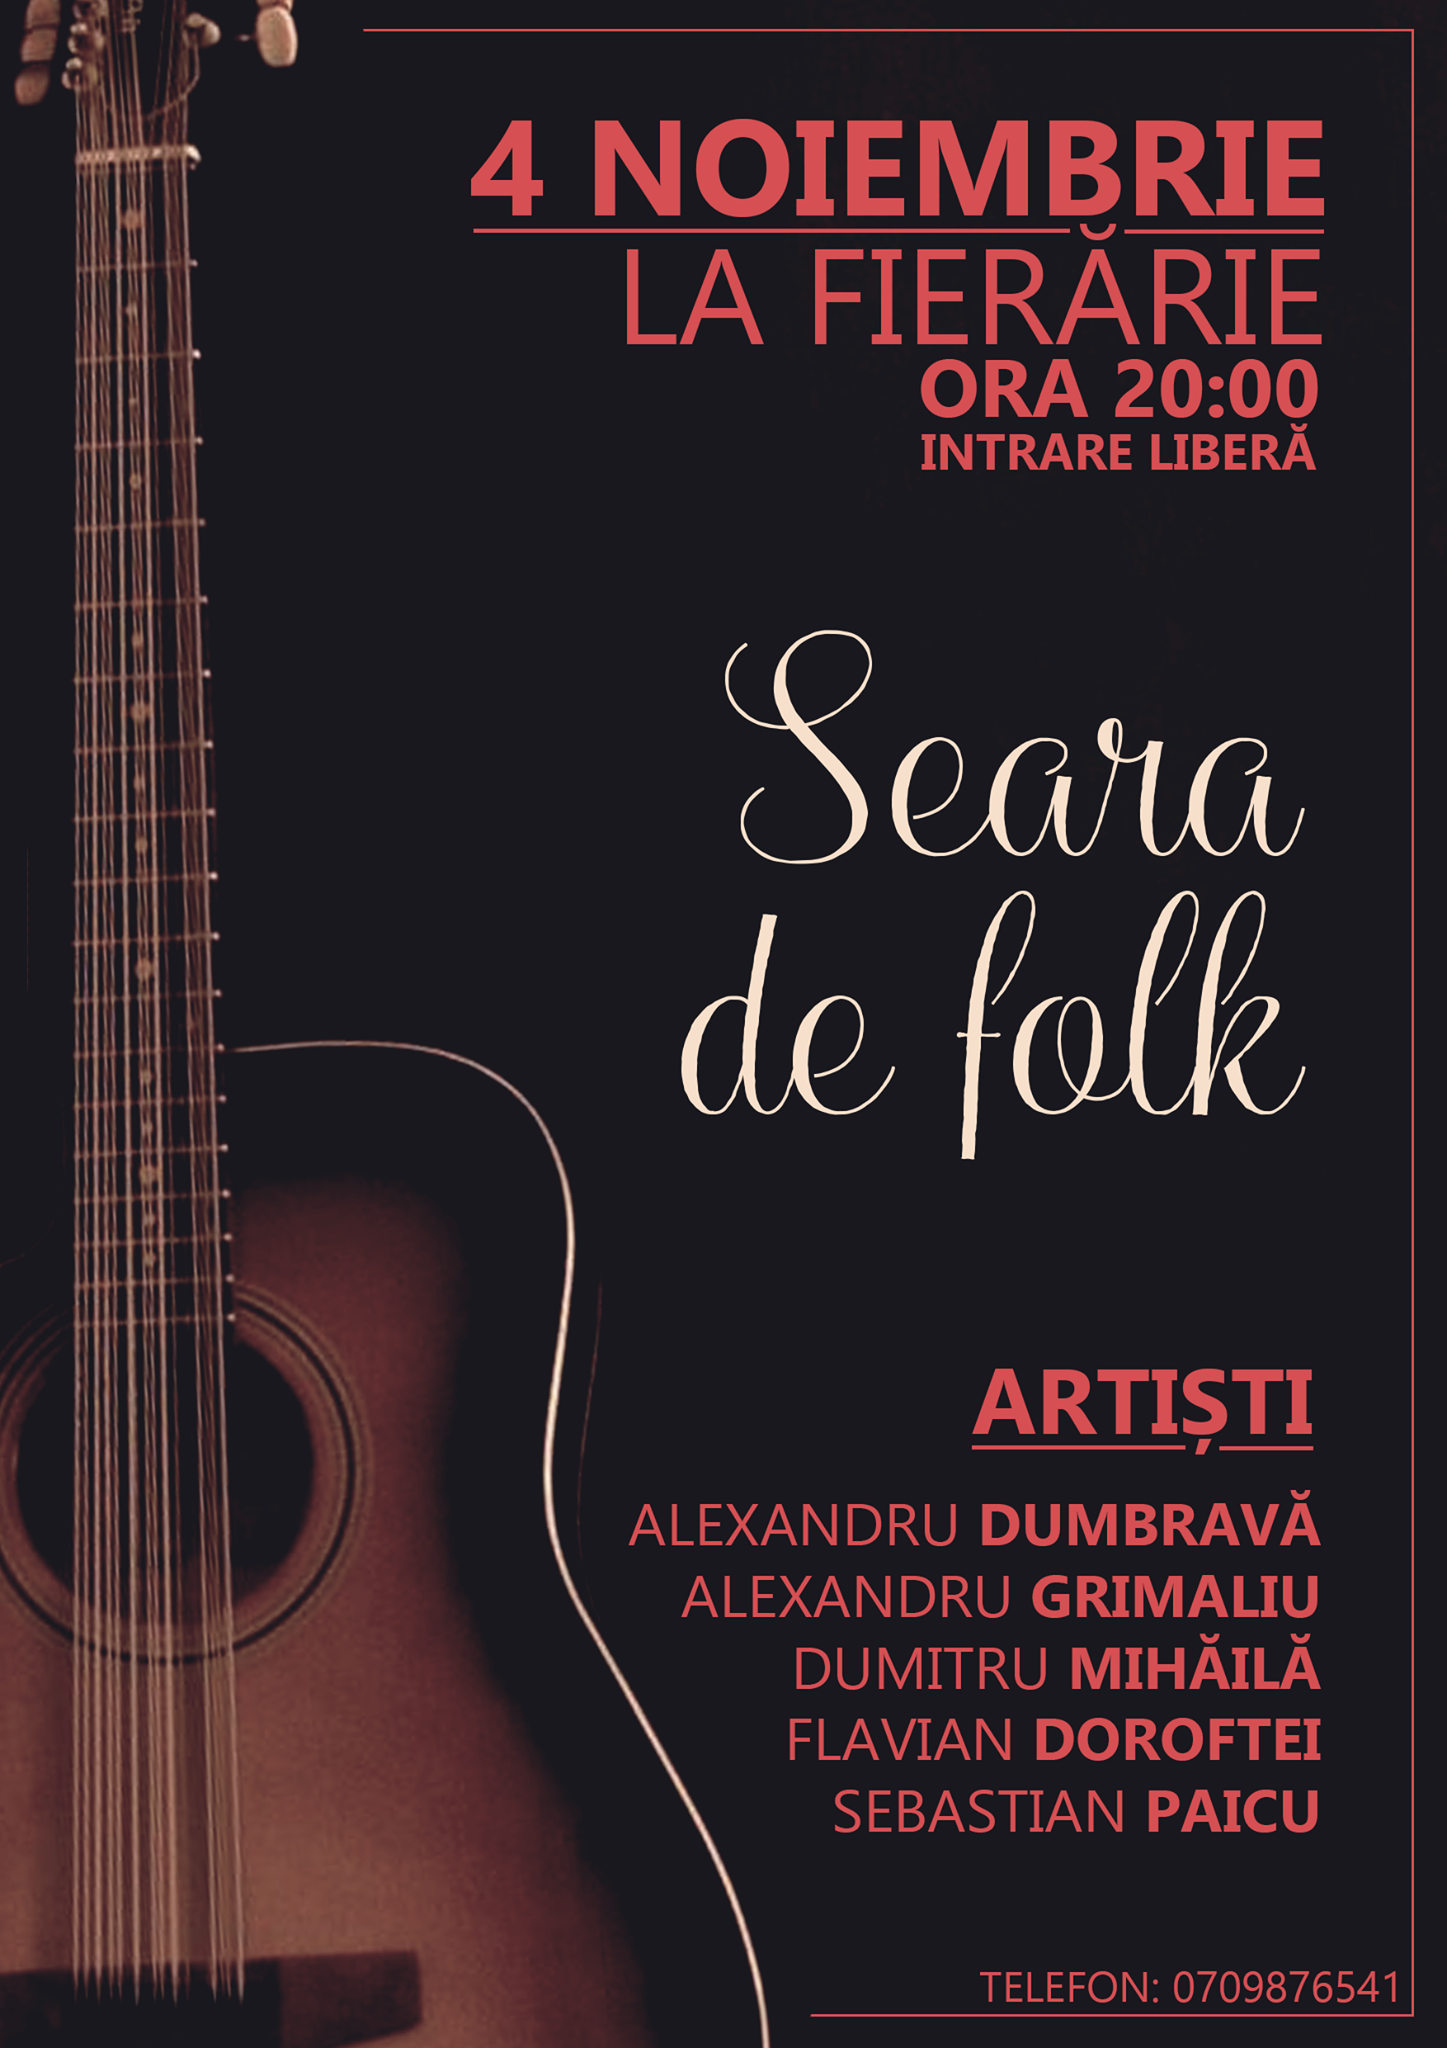 4 NOIEMBRIE
LA FIERĂRIE
ORA 20:00
INTRARE LIBERĂ
Seara
de folk
ARTIȘTI
ALEXANDRU DUMBRAVĂ
ALEXANDRU GRIMALIU
DUMITRU MIHĂILĂ
FLAVIAN DOROFTEI
SEBASTIAN PAICU
TELEFON: 0709876541